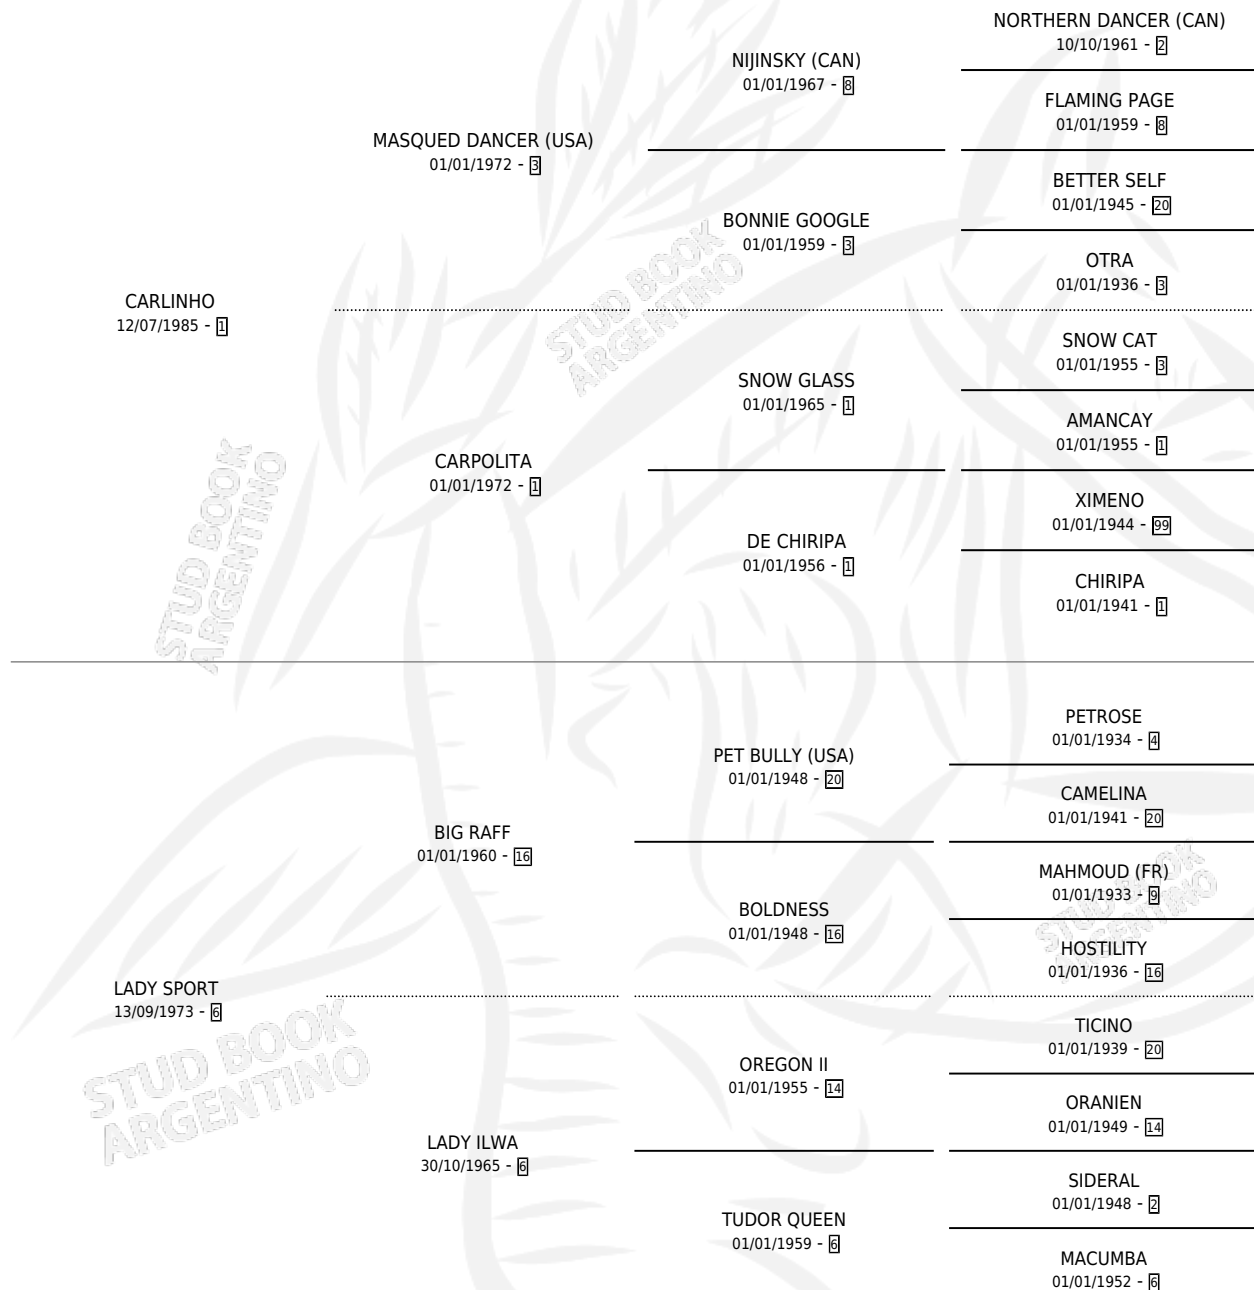 NORTHERN DANCER (CAN)
10/10/1961 - 2
NIJINSKY (CAN)
01/01/1967 - 8
FLAMING PAGE
01/01/1959 - 8
MASQUED DANCER (USA)
01/01/1972 - 3
BETTER SELF
01/01/1945 - 20
BONNIE GOOGLE
01/01/1959 - 3
OTRA
01/01/1936 - 3
STUD BOOK
ARGENTINO
CARLINHO
12/07/1985 - 1
SNOW CAT
01/01/1955 - 3
SNOW GLASS
01/01/1965 - 1
AMANCAY
01/01/1955 - 1
CARPOLITA
01/01/1972 - 1
XIMENO
01/01/1944 - 99
DE CHIRIPA
01/01/1956 - 1
CHIRIPA
01/01/1941 - 1
STUD BOOK
ARGENTINO
PETROSE
01/01/1934 - 4
PET BULLY (USA)
01/01/1948 - 20
CAMELINA
01/01/1941 - 20
BIG RAFF
01/01/1960 - 16
MAHMOUD (FR)
01/01/1933 - 9
BOLDNESS
01/01/1948 - 16
STUD BOOK
ARGENTINO
HOSTILITY
01/01/1936 - 16
LADY SPORT
13/09/1973 - 6
TICINO
01/01/1939 - 20
OREGON II
01/01/1955 - 14
ORANIEN
01/01/1949 - 14
STUD BOOK
ARGENTINO
LADY ILWA
30/10/1965 - 6
SIDERAL
01/01/1948 - 2
TUDOR QUEEN
01/01/1959 - 6
MACUMBA
01/01/1952 - 6